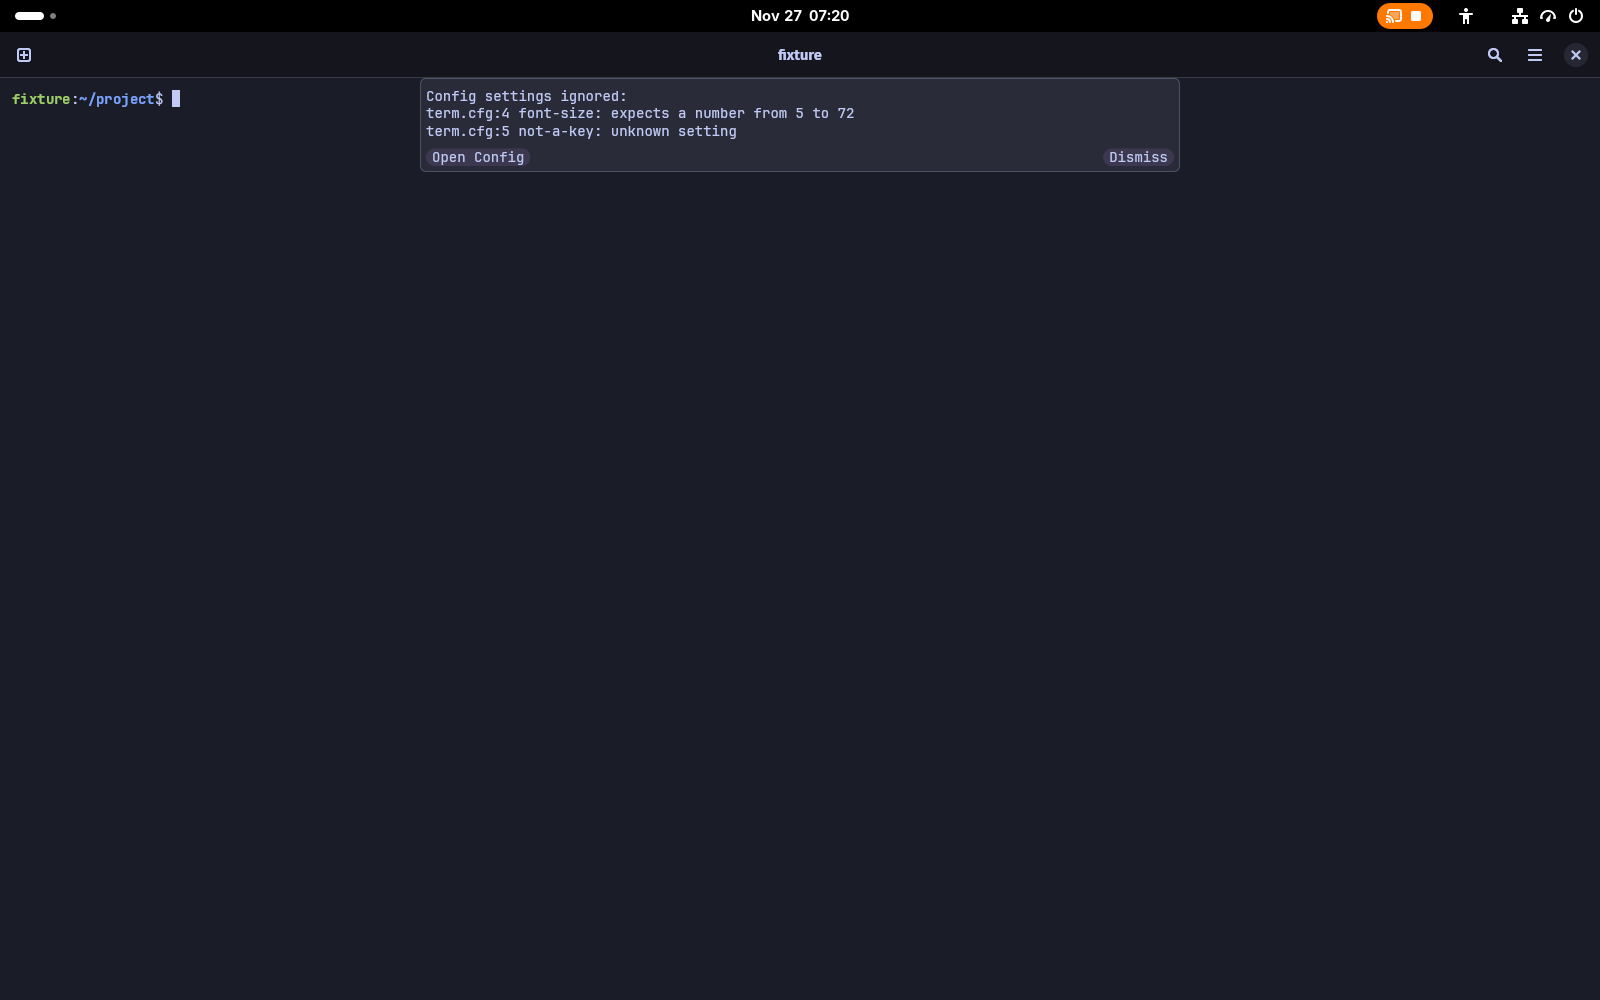 Nov 27 07:20
fixture
fixture:~/project$
Config settings ignored:
term.cfg:4 font-size: expects a number from 5 to 72
term.cfg:5 not-a-key: unknown setting
Open Config Dismiss